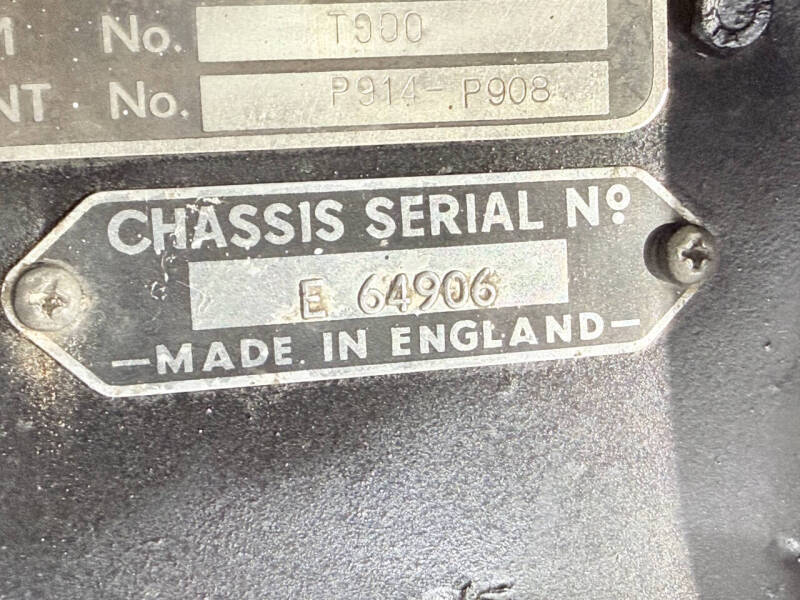 M No. T900
NT No. P914-P908
CHASSIS SERIAL No.
E 64906
—MADE IN ENGLAND—